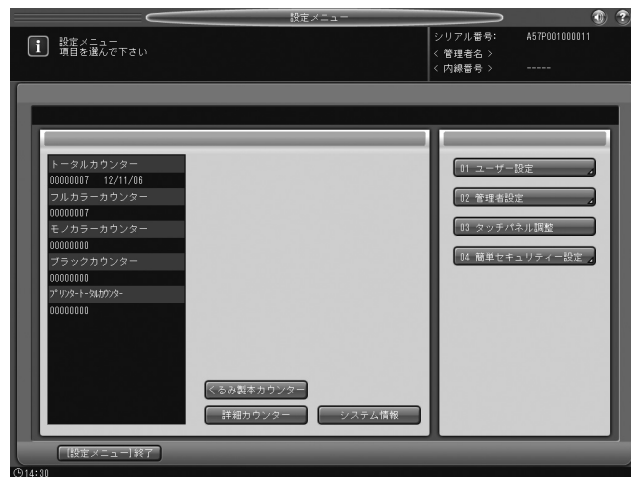 設定メニュー
設定メニュー
項目を選んで下さい
シリアル番号: A57P001000011
< 管理者名 >
< 内線番号 > -----
トータルカウンター
00000007 12/11/06
フルカラーカウンター
00000007
モノカラーカウンター
00000000
ブラックカウンター
00000000
プリンタートータルカウンター
00000000
くるみ製本カウンター
詳細カウンター
システム情報
01 ユーザー設定
02 管理者設定
03 タッチパネル調整
04 簡単セキュリティー設定
[設定メニュー]終了
14:30